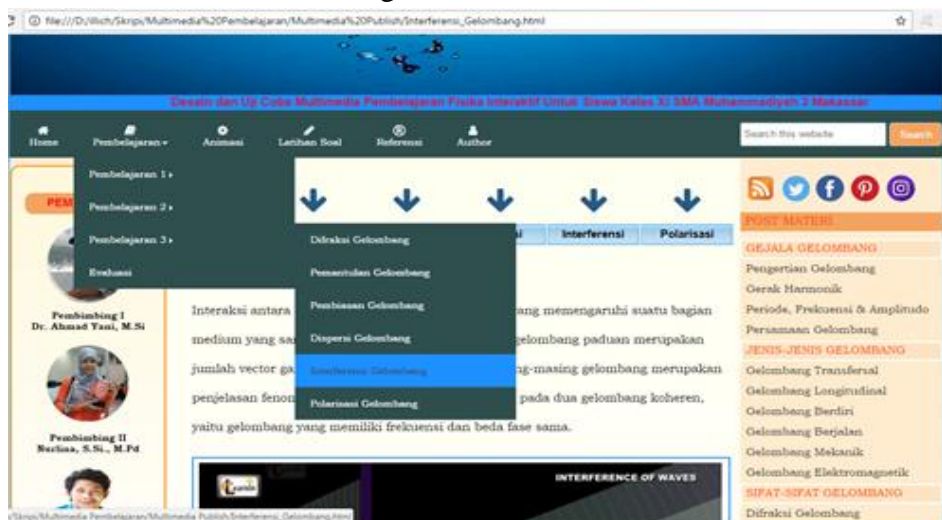 file:///D:/Illich/Skripi/Multimedia%20Pembelajaran/Multimedia%20Publish/Interferensi_Gelombang.html
Desain dan Uji Coba Multimedia Pembelajaran Fisika Interaktif Untuk Siswa Kelas XI SMA Muhammadiyah 3 Makassar
Home
Pembelajaran
Animasi
Latihan Soal
Referensi
Author
Search this website
Search
Pembelajaran 1
Pembelajaran 2
Pembelajaran 3
Evaluasi
Difraksi Gelombang
Pemantulan Gelombang
Pembiasan Gelombang
Dispersi Gelombang
Interferensi Gelombang
Polarisasi Gelombang
PEM
Pembimbing I
Dr. Ahmad Yani, M.Si
Pembimbing II
Nurlina, S.Si., M.Pd
si Interferensi Polarisasi
Interaksi antara ang memengaruhi suatu bagian
medium yang sa gelombang paduan merupakan
jumlah vector ga ng-masing gelombang merupakan
penjelasan fenom pada dua gelombang koheren,
yaitu gelombang yang memiliki frekuensi dan beda fase sama.
INTERFERENCE OF WAVES
POST MATERI
GEJALA GELOMBANG
Pengertian Gelombang
Gerak Harmonik
Periode, Frekuensi & Amplitudo
Persamaan Gelombang
JENIS-JENIS GELOMBANG
Gelombang Transfersal
Gelombang Longitudinal
Gelombang Berdiri
Gelombang Berjalan
Gelombang Mekanik
Gelombang Elektromagnetik
SIFAT-SIFAT GELOMBANG
Difraksi Gelombang